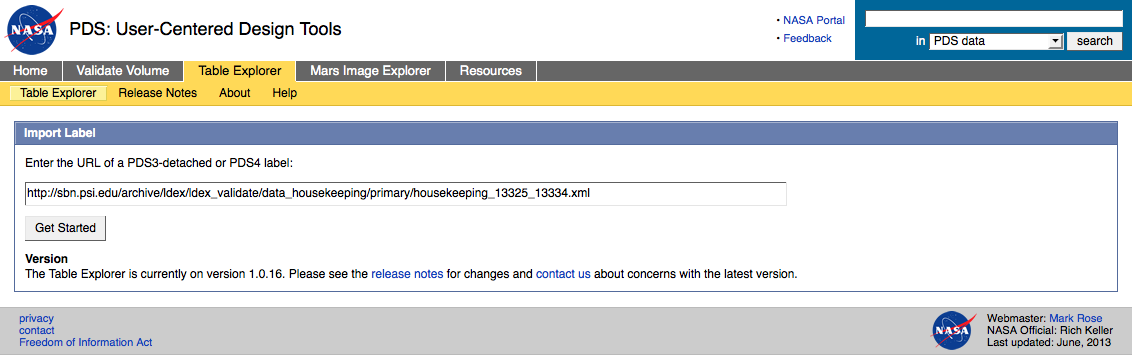 NASA
PDS: User-Centered Design Tools
• NASA Portal
• Feedback
in PDS data search
Home Validate Volume Table Explorer Mars Image Explorer Resources
Table Explorer Release Notes About Help
Import Label
Enter the URL of a PDS3-detached or PDS4 label:
http://sbn.psi.edu/archive/ldex/ldex_validate/data_housekeeping/primary/housekeeping_13325_13334.xml
Get Started
Version
The Table Explorer is currently on version 1.0.16. Please see the release notes for changes and contact us about concerns with the latest version.
privacy
contact
Freedom of Information Act
NASA
Webmaster: Mark Rose
NASA Official: Rich Keller
Last updated: June, 2013